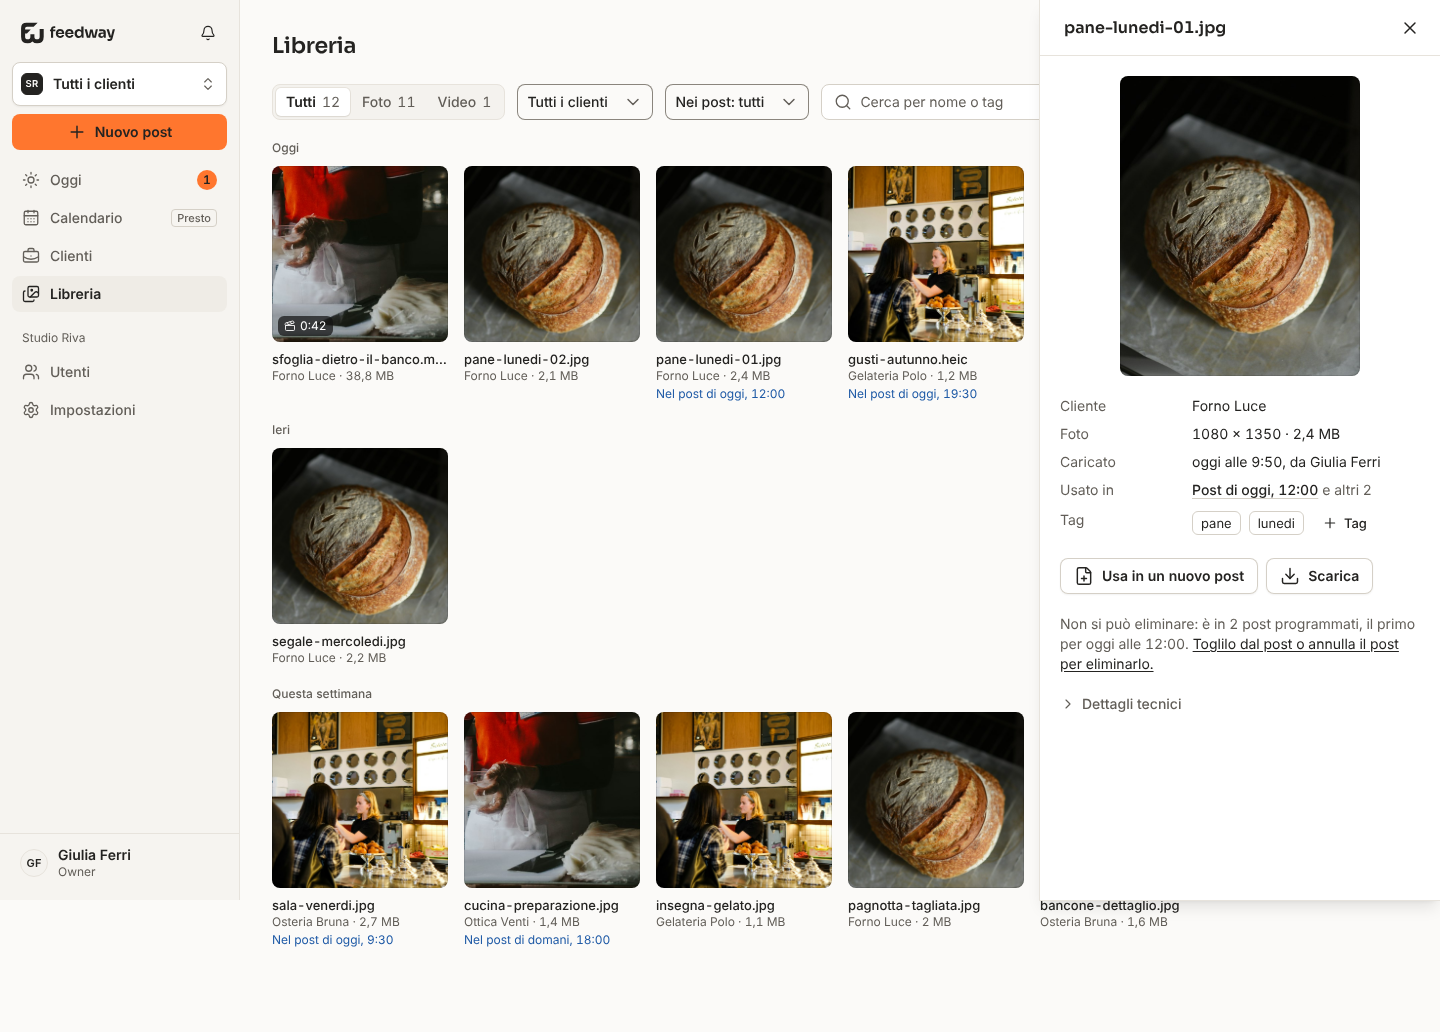 feedway
SR
Tutti i clienti
Nuovo post
Oggi
1
Calendario
Presto
Clienti
Libreria
Studio Riva
Utenti
Impostazioni
GF
Giulia Ferri
Owner
Libreria
Tutti 12
Foto 11
Video 1
Tutti i clienti
Nei post: tutti
Cerca per nome o tag
Oggi
0:42
sfoglia-dietro-il-banco.m...
Forno Luce · 38,8 MB
pane-lunedi-02.jpg
Forno Luce · 2,1 MB
pane-lunedi-01.jpg
Forno Luce · 2,4 MB
Nel post di oggi, 12:00
gusti-autunno.heic
Gelateria Polo · 1,2 MB
Nel post di oggi, 19:30
Ieri
segale-mercoledi.jpg
Forno Luce · 2,2 MB
Questa settimana
sala-venerdi.jpg
Osteria Bruna · 2,7 MB
Nel post di oggi, 9:30
cucina-preparazione.jpg
Ottica Venti · 1,4 MB
Nel post di domani, 18:00
insegna-gelato.jpg
Gelateria Polo · 1,1 MB
pagnotta-tagliata.jpg
Forno Luce · 2 MB
bancone-dettaglio.jpg
Osteria Bruna · 1,6 MB
pane-lunedi-01.jpg
Cliente
Forno Luce
Foto
1080 × 1350 · 2,4 MB
Caricato
oggi alle 9:50, da Giulia Ferri
Usato in
Post di oggi, 12:00 e altri 2
Tag
pane
lunedi
Tag
Usa in un nuovo post
Scarica
Non si può eliminare: è in 2 post programmati, il primo
per oggi alle 12:00. Toglilo dal post o annulla il post
per eliminarlo.
Dettagli tecnici